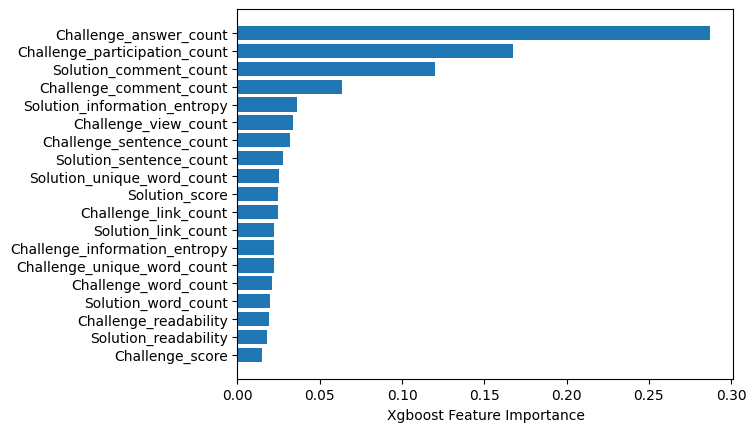 Challenge_answer_count
Challenge_participation_count
Solution_comment_count
Challenge_comment_count
Solution_information_entropy
Challenge_view_count
Challenge_sentence_count
Solution_sentence_count
Solution_unique_word_count
Solution_score
Challenge_link_count
Solution_link_count
Challenge_information_entropy
Challenge_unique_word_count
Challenge_word_count
Solution_word_count
Challenge_readability
Solution_readability
Challenge_score
0.00 0.05 0.10 0.15 0.20 0.25 0.30
Xgboost Feature Importance